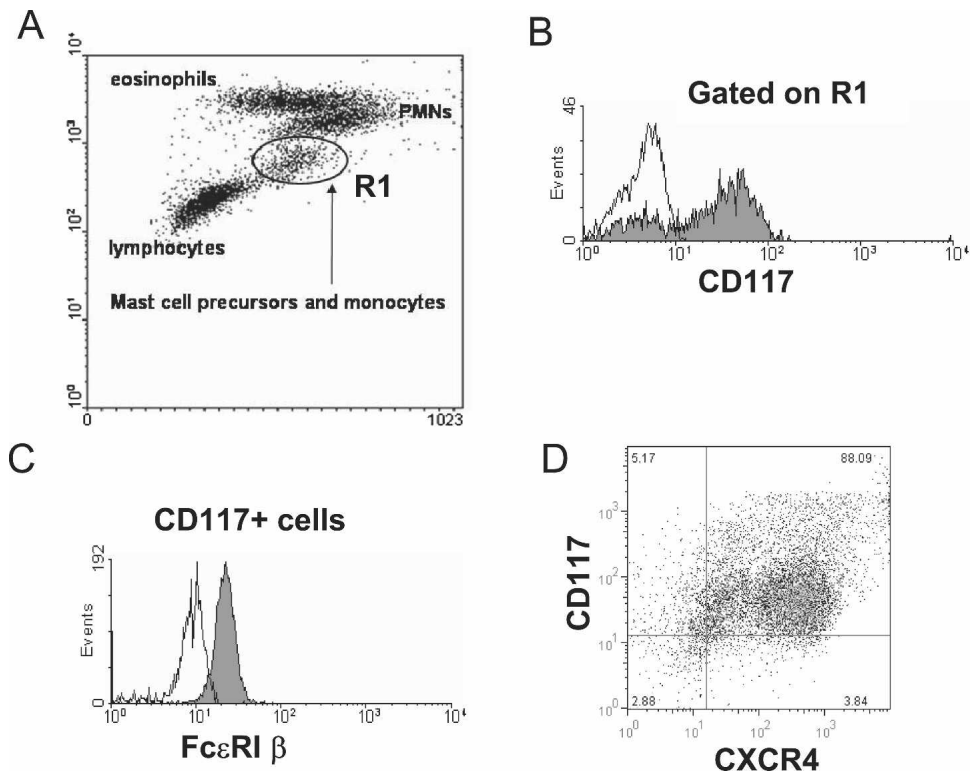 A
10⁴
10³
10²
10¹
10⁰
eosinophils
PMNs
R1
lymphocytes
Mast cell precursors and monocytes
0
1023
B
Gated on R1
46
Events
0
10⁰ 10¹ 10² 10³ 10⁴
CD117
C
CD117+ cells
192
Events
0
10⁰ 10¹ 10² 10³ 10⁴
FcεRI β
D
5.17 88.09
10³
10²
10¹
10⁰
CD117
2.88 3.84
10⁰ 10¹ 10² 10³
CXCR4